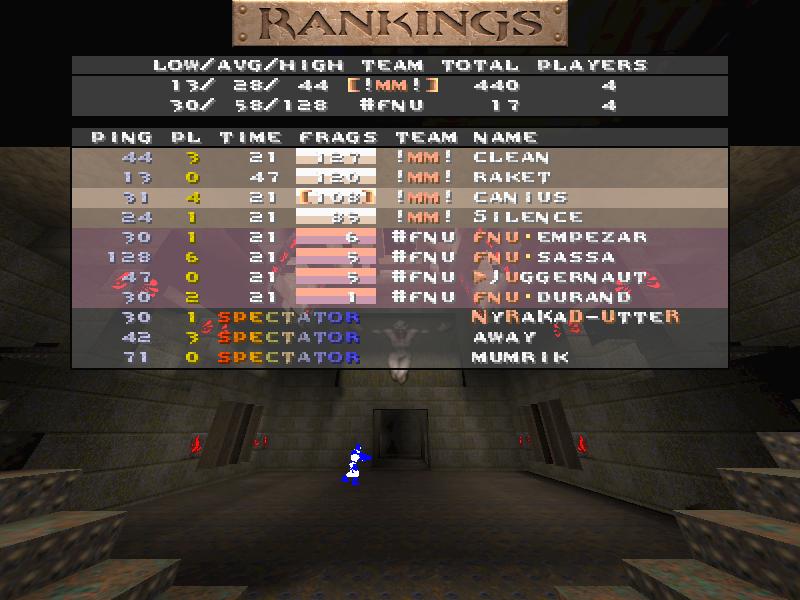 RANKINGS
LOW/AVG/HIGH TEAM TOTAL PLAYERS
13/ 28/ 44 [!MM!] 440 4
30/ 58/128 #FNU 17 4
PING PL TIME FRAGS TEAM NAME
44 3 21 127 !MM! CLEAN
13 0 47 120 !MM! RAKET
31 4 21 [108] !MM! CANIUS
24 1 21 85 !MM! SILENCE
30 1 21 6 #FNU FNU·EMPEZAR
128 6 21 5 #FNU FNU·SASSA
47 0 21 5 #FNU JUGGERNAUT
30 2 21 1 #FNU FNU·DURAND
30 1 SPECTATOR NYRAKAD-UTTER
42 3 SPECTATOR AWAY
71 0 SPECTATOR MUMRIK